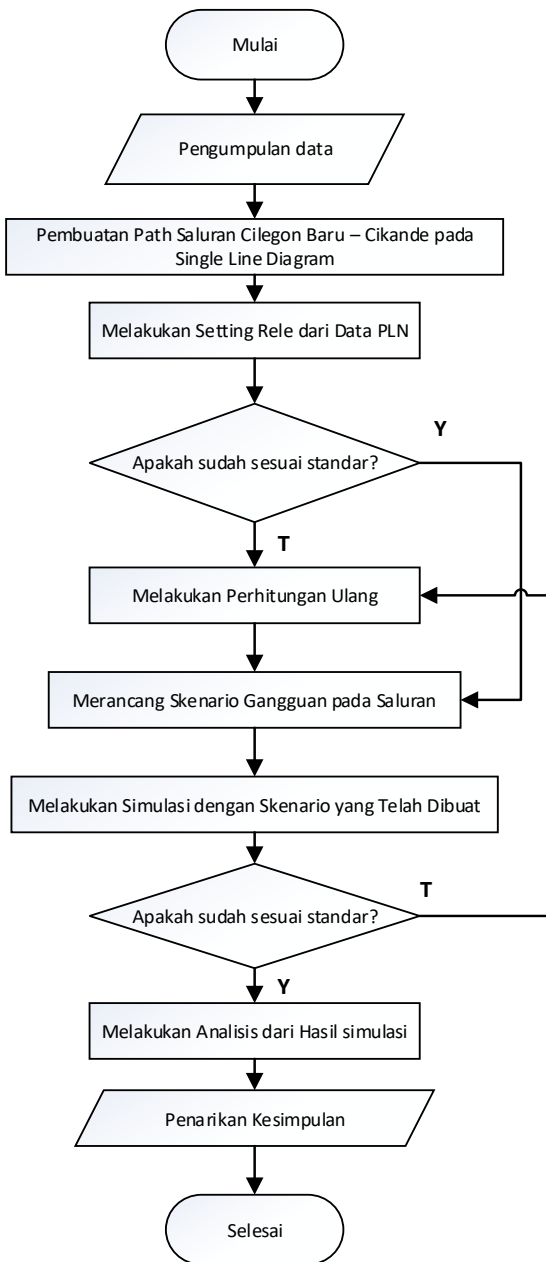 Mulai
Pengumpulan data
Pembuatan Path Saluran Cilegon Baru – Cikande pada
Single Line Diagram
Melakukan Setting Rele dari Data PLN
Y
Apakah sudah sesuai standar?
T
Melakukan Perhitungan Ulang
Merancang Skenario Gangguan pada Saluran
Melakukan Simulasi dengan Skenario yang Telah Dibuat
T
Apakah sudah sesuai standar?
Y
Melakukan Analisis dari Hasil simulasi
Penarikan Kesimpulan
Selesai